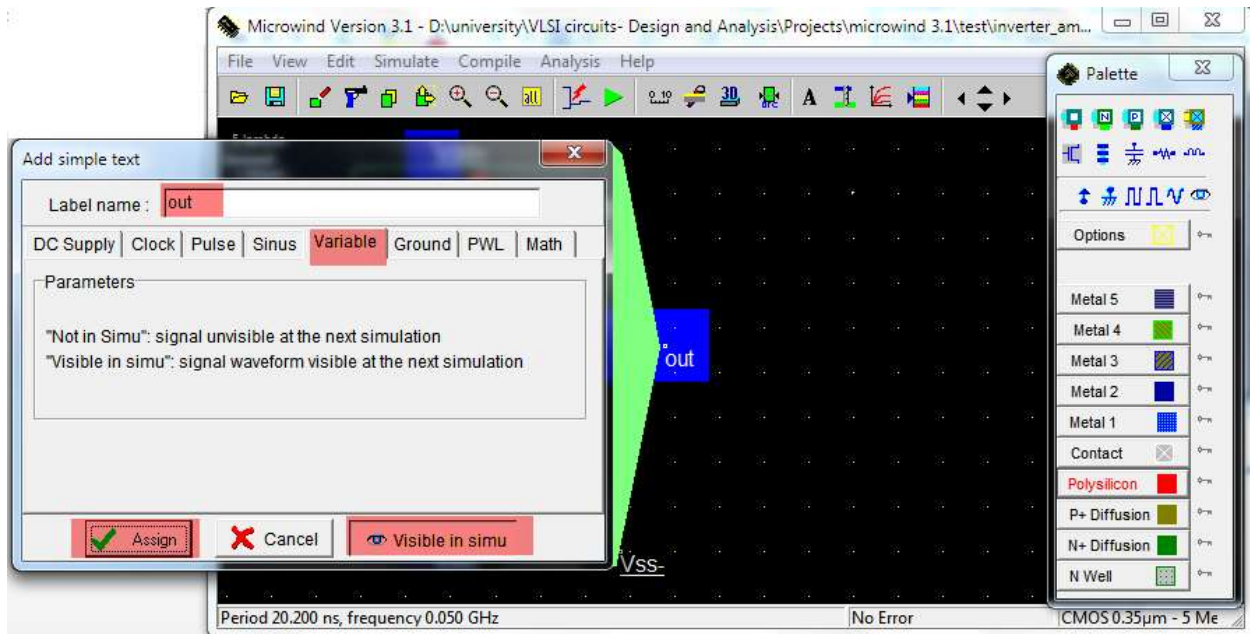 Microwind Version 3.1 - D:\university\VLSI circuits- Design and Analysis\Projects\microwind 3.1\test\inverter_am...
File View Edit Simulate Compile Analysis Help
Palette
5 lambda
Add simple text
Label name : out
DC Supply Clock Pulse Sinus Variable Ground PWL Math
Parameters
"Not in Simu": signal unvisible at the next simulation
"Visible in simu": signal waveform visible at the next simulation
Assign Cancel Visible in simu
out
Vss-
Options
Metal 5
Metal 4
Metal 3
Metal 2
Metal 1
Contact
Polysilicon
P+ Diffusion
N+ Diffusion
N Well
Period 20.200 ns, frequency 0.050 GHz
No Error
CMOS 0.35µm - 5 Me